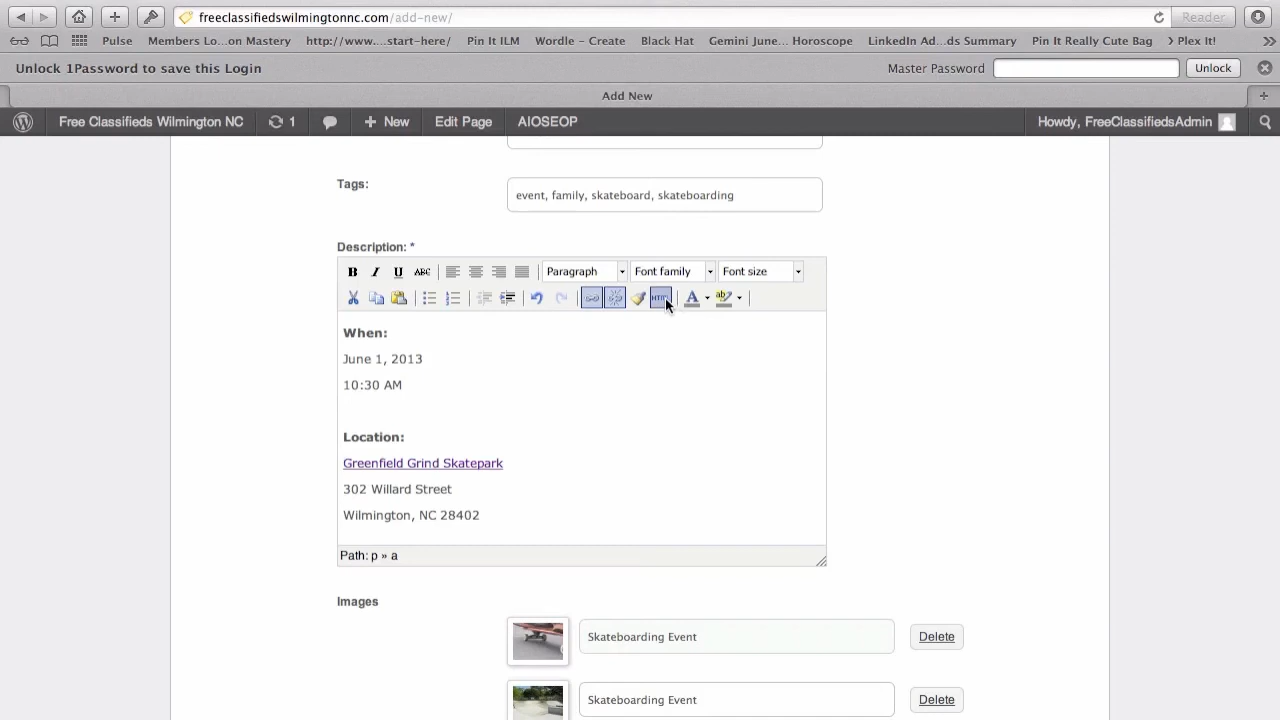 freeclassifiedswilmingtonnc.com/add-new/
Reader
Pulse Members Lo...on Mastery http://www....start-here/ Pin It ILM Wordle - Create Black Hat Gemini June... Horoscope LinkedIn Ad...ds Summary Pin It Really Cute Bag > Plex It! >>
Unlock 1Password to save this Login Master Password Unlock
Add New
Free Classifieds Wilmington NC 1 New Edit Page AIOSEOP Howdy, FreeClassifiedsAdmin
Tags: event, family, skateboard, skateboarding
Description: *
B I U ABC Paragraph Font family Font size
HTML A ab
When:
June 1, 2013
10:30 AM
Location:
Greenfield Grind Skatepark
302 Willard Street
Wilmington, NC 28402
Path: p » a
Images
Skateboarding Event Delete
Skateboarding Event Delete